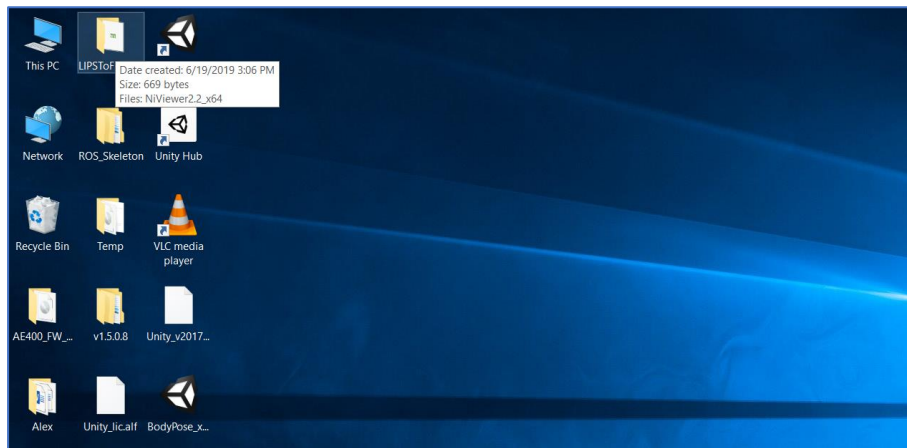 This PC
LIPSToF
Date created: 6/19/2019 3:06 PM
Size: 669 bytes
Files: NiViewer2.2_x64
Network
ROS_Skeleton
Unity Hub
Recycle Bin
Temp
VLC media
player
AE400_FW_...
v1.5.0.8
Unity_v2017...
Alex
Unity_lic.alf
BodyPose_x...